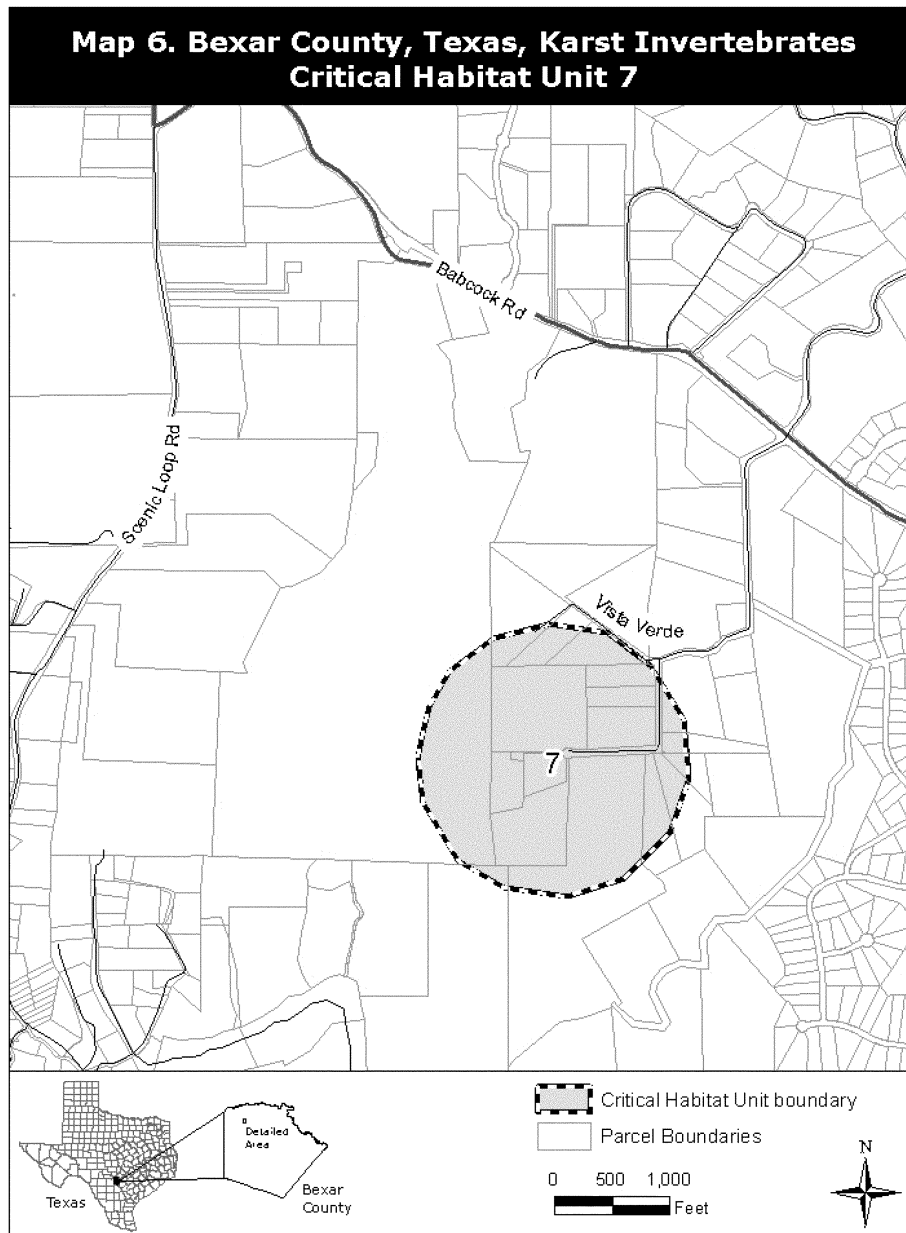 Map 6. Bexar County, Texas, Karst Invertebrates
Critical Habitat Unit 7
Babcock Rd
Scenic Loop Rd
Vista Verde
7
Texas
Detailed
Area
Bexar
County
Critical Habitat Unit boundary
Parcel Boundaries
0 500 1,000
Feet
N